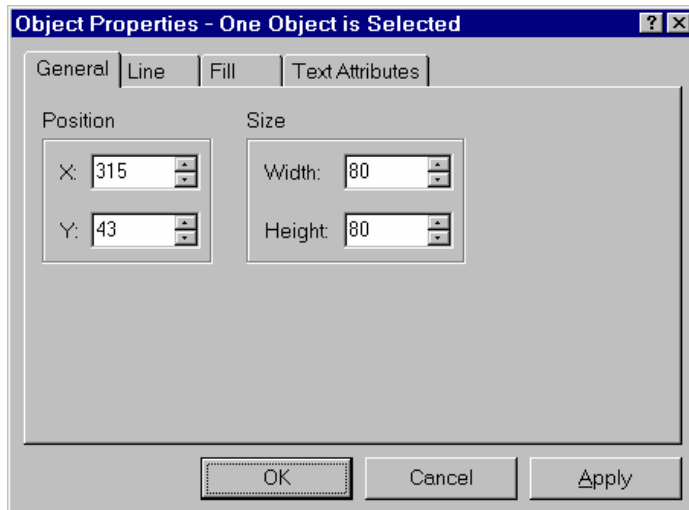 Object Properties - One Object is Selected ? ×
General Line Fill Text Attributes
Position Size
X: 315 Width: 80
Y: 43 Height: 80
OK Cancel Apply